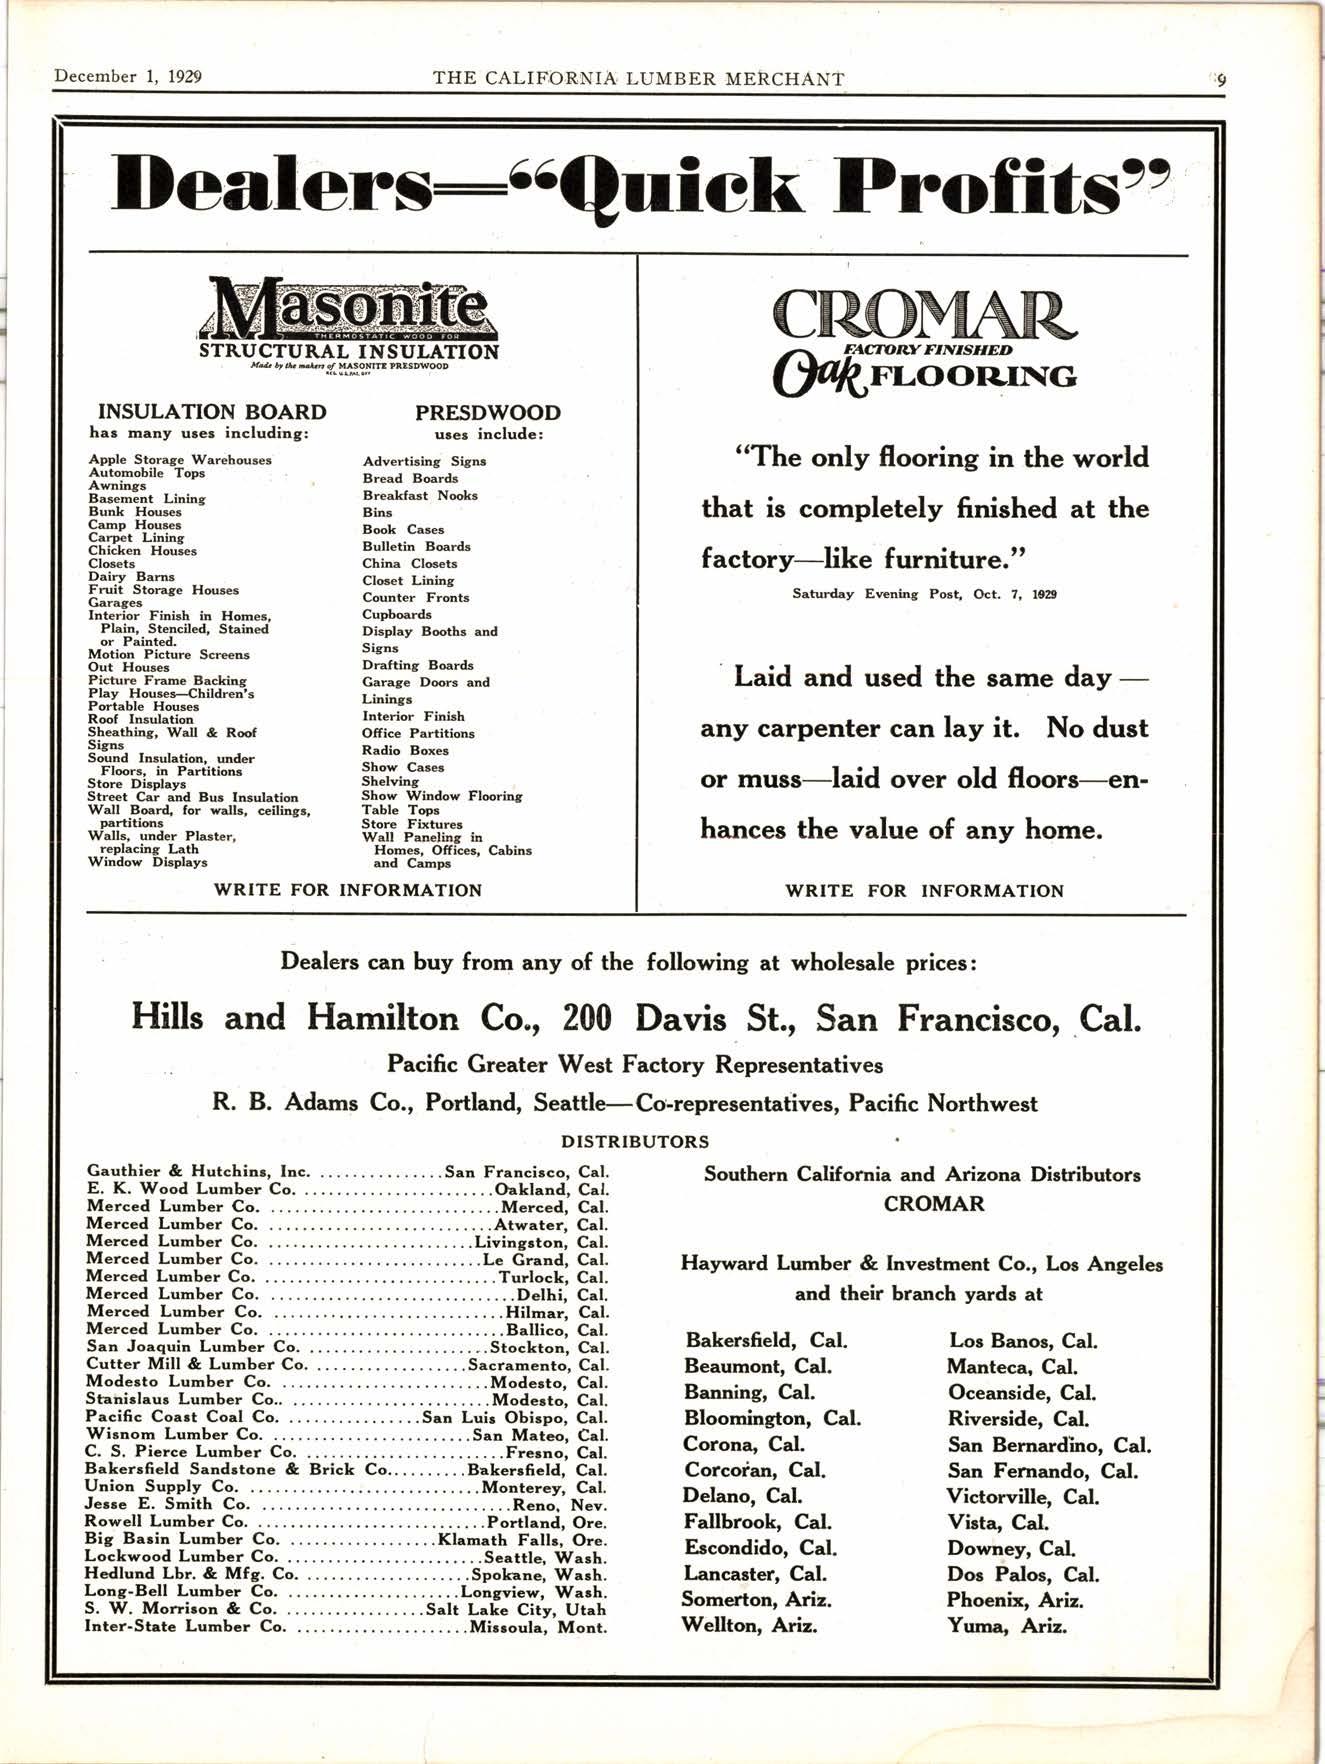 December 1, 1929
THE CALIFORNIA LUMBER MERCHANT
9
Dealers—“Quick Profits”
Masonite
THERMOSTATIC WOOD FOR
STRUCTURAL INSULATION
Made by the makers of MASONITE PRESDWOOD
REG. U.S. PAT. OFF
INSULATION BOARD
has many uses including:
Apple Storage Warehouses
Automobile Tops
Awnings
Basement Lining
Bunk Houses
Camp Houses
Carpet Lining
Chicken Houses
Closets
Dairy Barns
Fruit Storage Houses
Garages
Interior Finish in Homes,
Plain, Stenciled, Stained
or Painted.
Motion Picture Screens
Out Houses
Picture Frame Backing
Play Houses—Children's
Portable Houses
Roof Insulation
Sheathing, Wall & Roof
Signs
Sound Insulation, under
Floors, in Partitions
Store Displays
Street Car and Bus Insulation
Wall Board, for walls, ceilings,
partitions
Walls, under Plaster,
replacing Lath
Window Displays
PRESDWOOD
uses include:
Advertising Signs
Bread Boards
Breakfast Nooks
Bins
Book Cases
Bulletin Boards
China Closets
Closet Lining
Counter Fronts
Cupboards
Display Booths and
Signs
Drafting Boards
Garage Doors and
Linings
Interior Finish
Office Partitions
Radio Boxes
Show Cases
Shelving
Show Window Flooring
Table Tops
Store Fixtures
Wall Paneling in
Homes, Offices, Cabins
and Camps
WRITE FOR INFORMATION
CROMAR
FACTORY FINISHED
Oak FLOORING
“The only flooring in the world
that is completely finished at the
factory—like furniture.”
Saturday Evening Post, Oct. 7, 1929
Laid and used the same day —
any carpenter can lay it. No dust
or muss—laid over old floors—en-
hances the value of any home.
WRITE FOR INFORMATION
Dealers can buy from any of the following at wholesale prices:
Hills and Hamilton Co., 200 Davis St., San Francisco, Cal.
Pacific Greater West Factory Representatives
R. B. Adams Co., Portland, Seattle—Co-representatives, Pacific Northwest
DISTRIBUTORS
Gauthier & Hutchins, Inc. ............... San Francisco, Cal.
E. K. Wood Lumber Co. ........................ Oakland, Cal.
Merced Lumber Co. ............................ Merced, Cal.
Merced Lumber Co. ............................ Atwater, Cal.
Merced Lumber Co. ......................... Livingston, Cal.
Merced Lumber Co. .......................... Le Grand, Cal.
Merced Lumber Co. ............................ Turlock, Cal.
Merced Lumber Co. .............................. Delhi, Cal.
Merced Lumber Co. ............................ Hilmar, Cal.
Merced Lumber Co. ............................ Ballico, Cal.
San Joaquin Lumber Co. ...................... Stockton, Cal.
Cutter Mill & Lumber Co. .................. Sacramento, Cal.
Modesto Lumber Co. .......................... Modesto, Cal.
Stanislaus Lumber Co.. ........................ Modesto, Cal.
Pacific Coast Coal Co. ................ San Luis Obispo, Cal.
Wisnom Lumber Co. ........................ San Mateo, Cal.
C. S. Pierce Lumber Co. ........................ Fresno, Cal.
Bakersfield Sandstone & Brick Co.......... Bakersfield, Cal.
Union Supply Co. ............................ Monterey, Cal.
Jesse E. Smith Co. .............................. Reno, Nev.
Rowell Lumber Co. ............................ Portland, Ore.
Big Basin Lumber Co. .................. Klamath Falls, Ore.
Lockwood Lumber Co. ........................ Seattle, Wash.
Hedlund Lbr. & Mfg. Co. .................... Spokane, Wash.
Long-Bell Lumber Co. ..................... Longview, Wash.
S. W. Morrison & Co. ................. Salt Lake City, Utah
Inter-State Lumber Co. ..................... Missoula, Mont.
Southern California and Arizona Distributors
CROMAR
Hayward Lumber & Investment Co., Los Angeles
and their branch yards at
Bakersfield, Cal.
Beaumont, Cal.
Banning, Cal.
Bloomington, Cal.
Corona, Cal.
Corcoran, Cal.
Delano, Cal.
Fallbrook, Cal.
Escondido, Cal.
Lancaster, Cal.
Somerton, Ariz.
Wellton, Ariz.
Los Banos, Cal.
Manteca, Cal.
Oceanside, Cal.
Riverside, Cal.
San Bernardino, Cal.
San Fernando, Cal.
Victorville, Cal.
Vista, Cal.
Downey, Cal.
Dos Palos, Cal.
Phoenix, Ariz.
Yuma, Ariz.